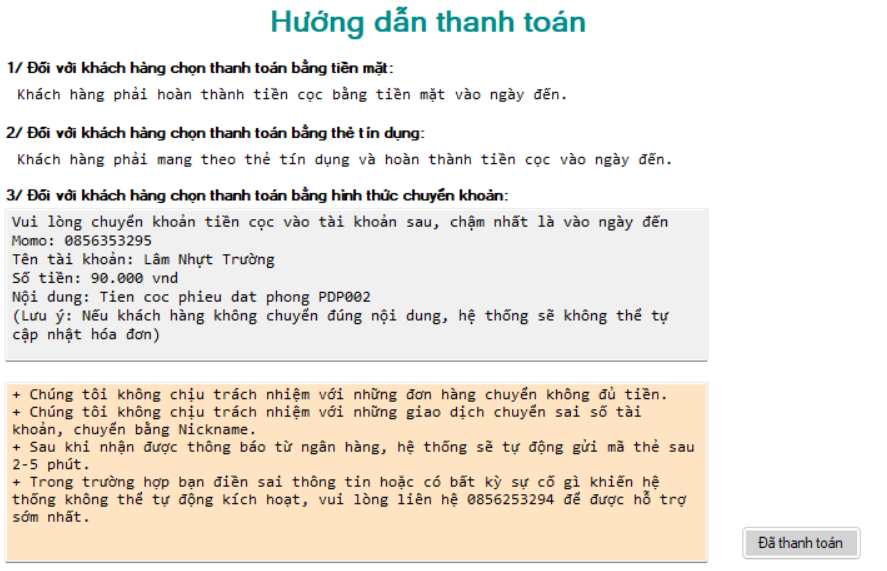 Hướng dẫn thanh toán
1/ Đối với khách hàng chọn thanh toán bằng tiền mặt:
Khách hàng phải hoàn thành tiền cọc bằng tiền mặt vào ngày đến.
2/ Đối với khách hàng chọn thanh toán bằng thẻ tín dụng:
Khách hàng phải mang theo thẻ tín dụng và hoàn thành tiền cọc vào ngày đến.
3/ Đối với khách hàng chọn thanh toán bằng hình thức chuyển khoản:
Vui lòng chuyển khoản tiền cọc vào tài khoản sau, chậm nhất là vào ngày đến
Momo: 0856353295
Tên tài khoản: Lâm Nhựt Trường
Số tiền: 90.000 vnd
Nội dung: Tien coc phieu dat phong PDP002
(Lưu ý: Nếu khách hàng không chuyển đúng nội dung, hệ thống sẽ không thể tự
cập nhật hóa đơn)
+ Chúng tôi không chịu trách nhiệm với những đơn hàng chuyển không đủ tiền.
+ Chúng tôi không chịu trách nhiệm với những giao dịch chuyển sai số tài
khoản, chuyển bằng Nickname.
+ Sau khi nhận được thông báo từ ngân hàng, hệ thống sẽ tự động gửi mã thẻ sau
2-5 phút.
+ Trong trường hợp bạn điền sai thông tin hoặc có bất kỳ sự cố gì khiến hệ
thống không thể tự động kích hoạt, vui lòng liên hệ 0856253294 để được hỗ trợ
sớm nhất.
Đã thanh toán